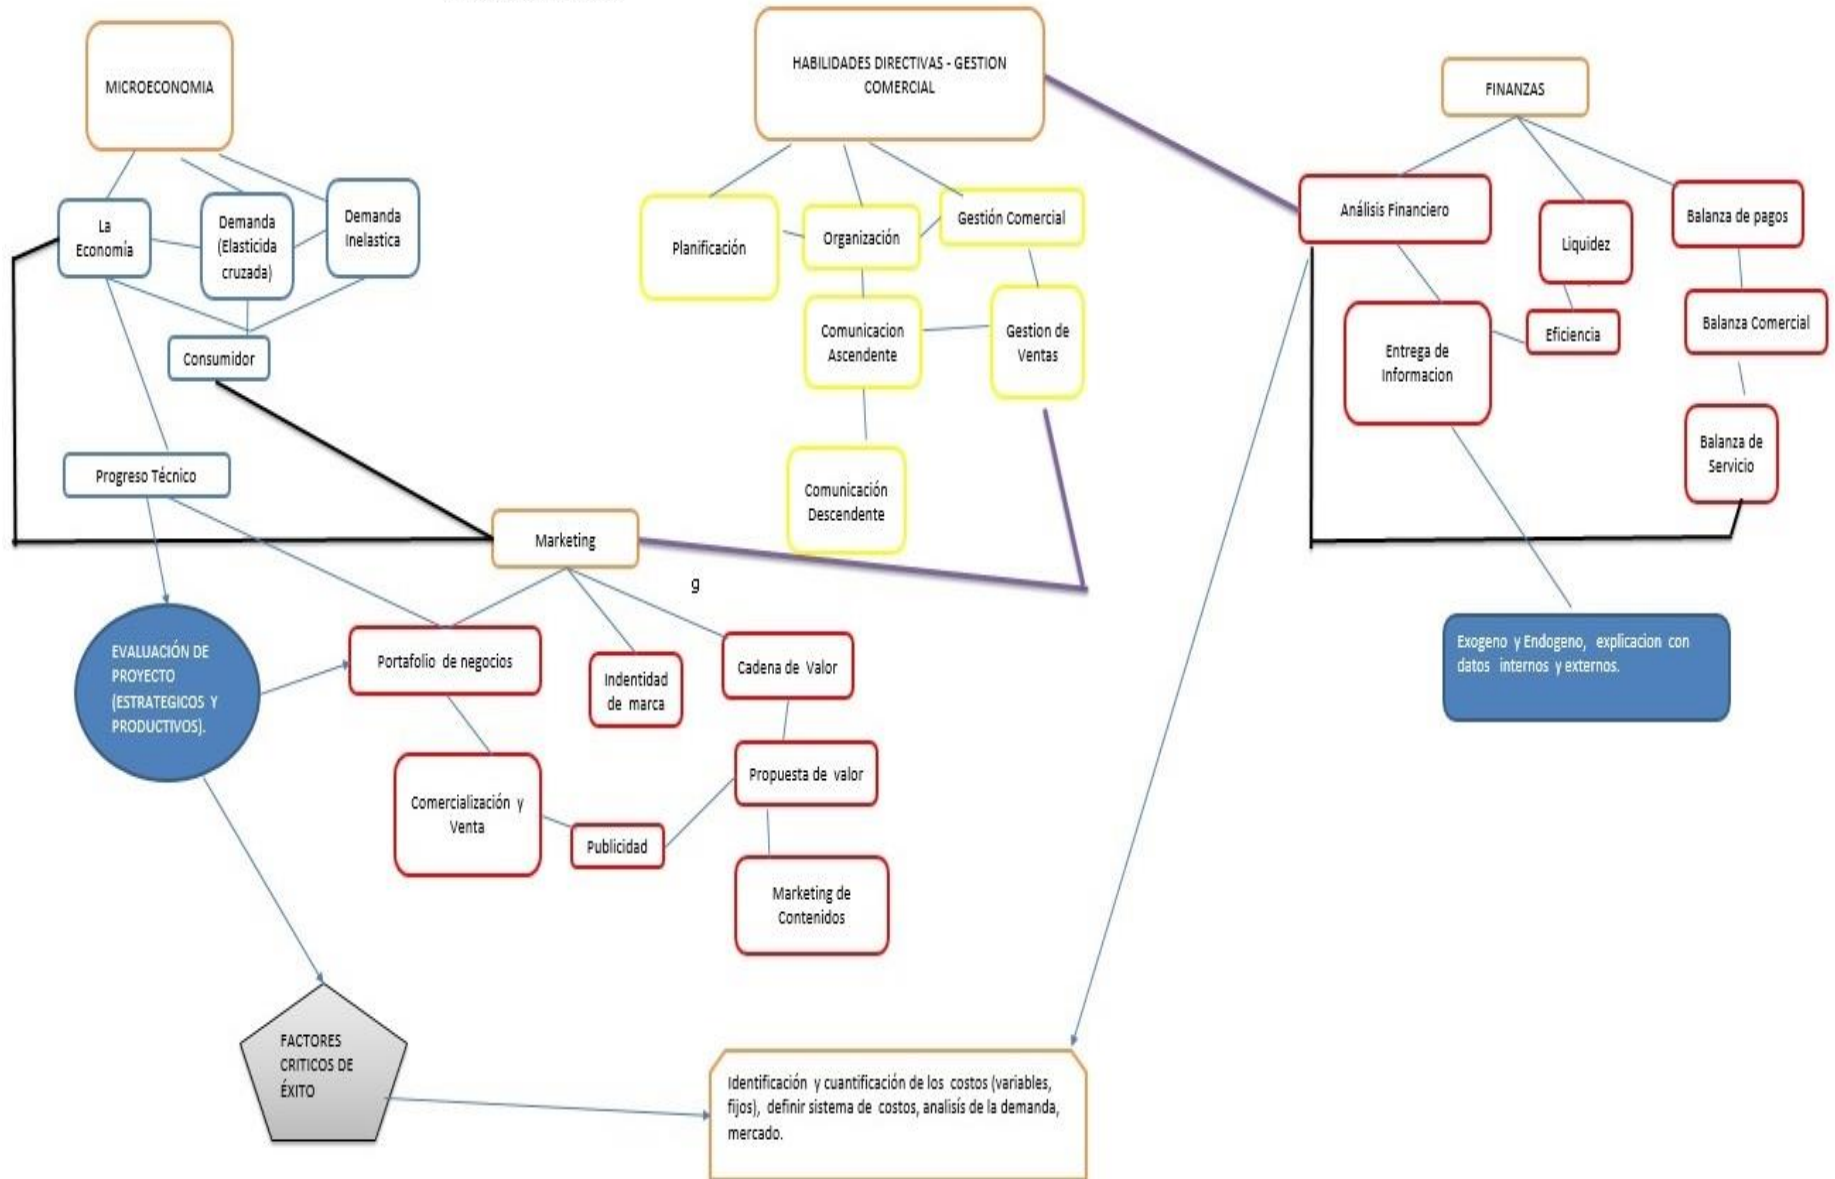 MICROECONOMIA
HABILIDADES DIRECTIVAS - GESTION
COMERCIAL
FINANZAS
La
Economía
Demanda
(Elasticida
cruzada)
Demanda
Inelastica
Consumidor
Progreso Técnico
Planificación
Organización
Gestión Comercial
Comunicacion
Ascendente
Gestion de
Ventas
Comunicación
Descendente
Análisis Financiero
Liquidez
Balanza de pagos
Entrega de
Informacion
Eficiencia
Balanza Comercial
Balanza de
Servicio
Marketing
g
EVALUACIÓN DE
PROYECTO
(ESTRATEGICOS Y
PRODUCTIVOS).
Portafolio de negocios
Indentidad
de marca
Cadena de Valor
Comercialización y
Venta
Publicidad
Propuesta de valor
Marketing de
Contenidos
Exogeno y Endogeno, explicacion con
datos internos y externos.
FACTORES
CRITICOS DE
ÉXITO
Identificación y cuantificación de los costos (variables,
fijos), definir sistema de costos, analisís de la demanda,
mercado.